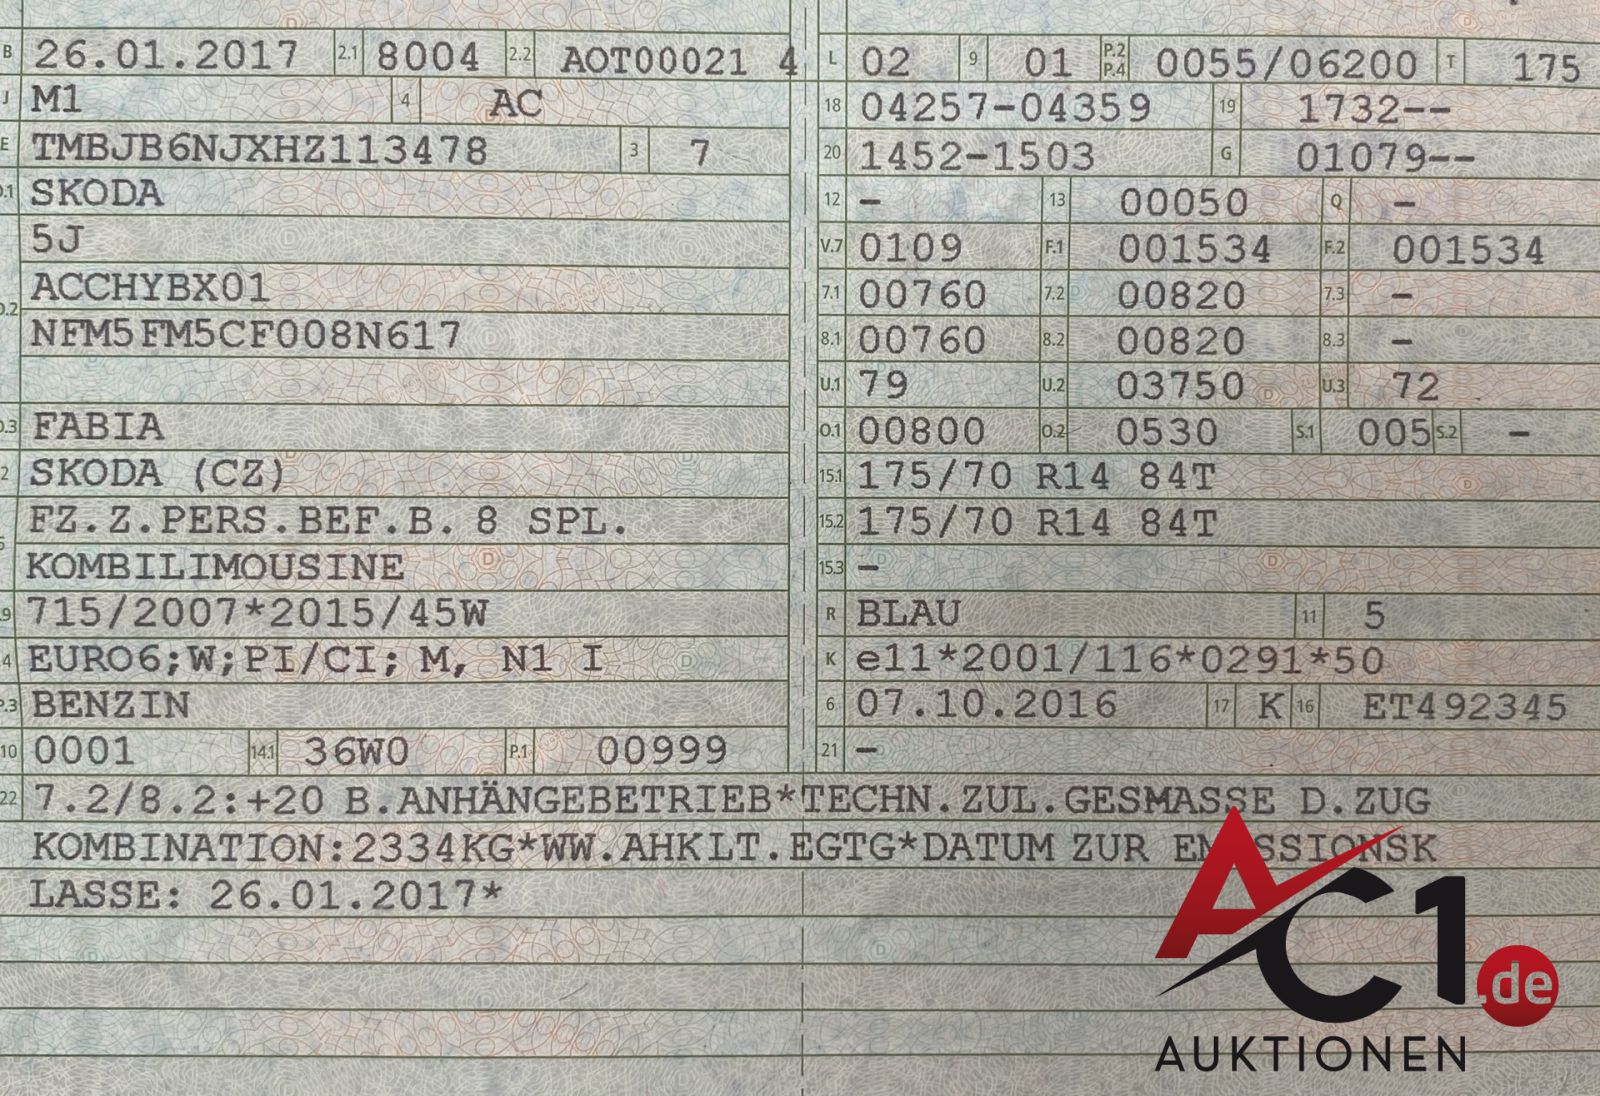 B 26.01.2017 2.1 8004 2.2 AOT00021 4
J M1 4 AC
E TMBJB6NJXHZ113478 3 7
D.1 SKODA
5J
D.2 ACCHYBX01
NFM5FM5CF008N617
D.3 FABIA
2 SKODA (CZ)
5 FZ.Z.PERS.BEF.B. 8 SPL.
KOMBILIMOUSINE
V.9 715/2007*2015/45W
14 EURO6;W;PI/CI; M, N1 I
P.3 BENZIN
10 0001 14.1 36W0 P.1 00999
L 02 9 01 P.2 P.4 0055/06200 T 175
18 04257-04359 19 1732--
20 1452-1503 G 01079--
12 - 13 00050 Q -
V.7 0109 F.1 001534 F.2 001534
7.1 00760 7.2 00820 7.3 -
8.1 00760 8.2 00820 8.3 -
U.1 79 U.2 03750 U.3 72
O.1 00800 O.2 0530 S.1 005 S.2 -
15.1 175/70 R14 84T
15.2 175/70 R14 84T
15.3 -
R BLAU 11 5
K e11*2001/116*0291*50
6 07.10.2016 17 K 16 ET492345
21 -
22 7.2/8.2:+20 B.ANHÄNGEBETRIEB*TECHN.ZUL.GESMASSE D.ZUG
KOMBINATION:2334KG*WW.AHK LT.EGTG*DATUM ZUR EMISSIONSK
LASSE: 26.01.2017*
AC1.de
AUKTIONEN